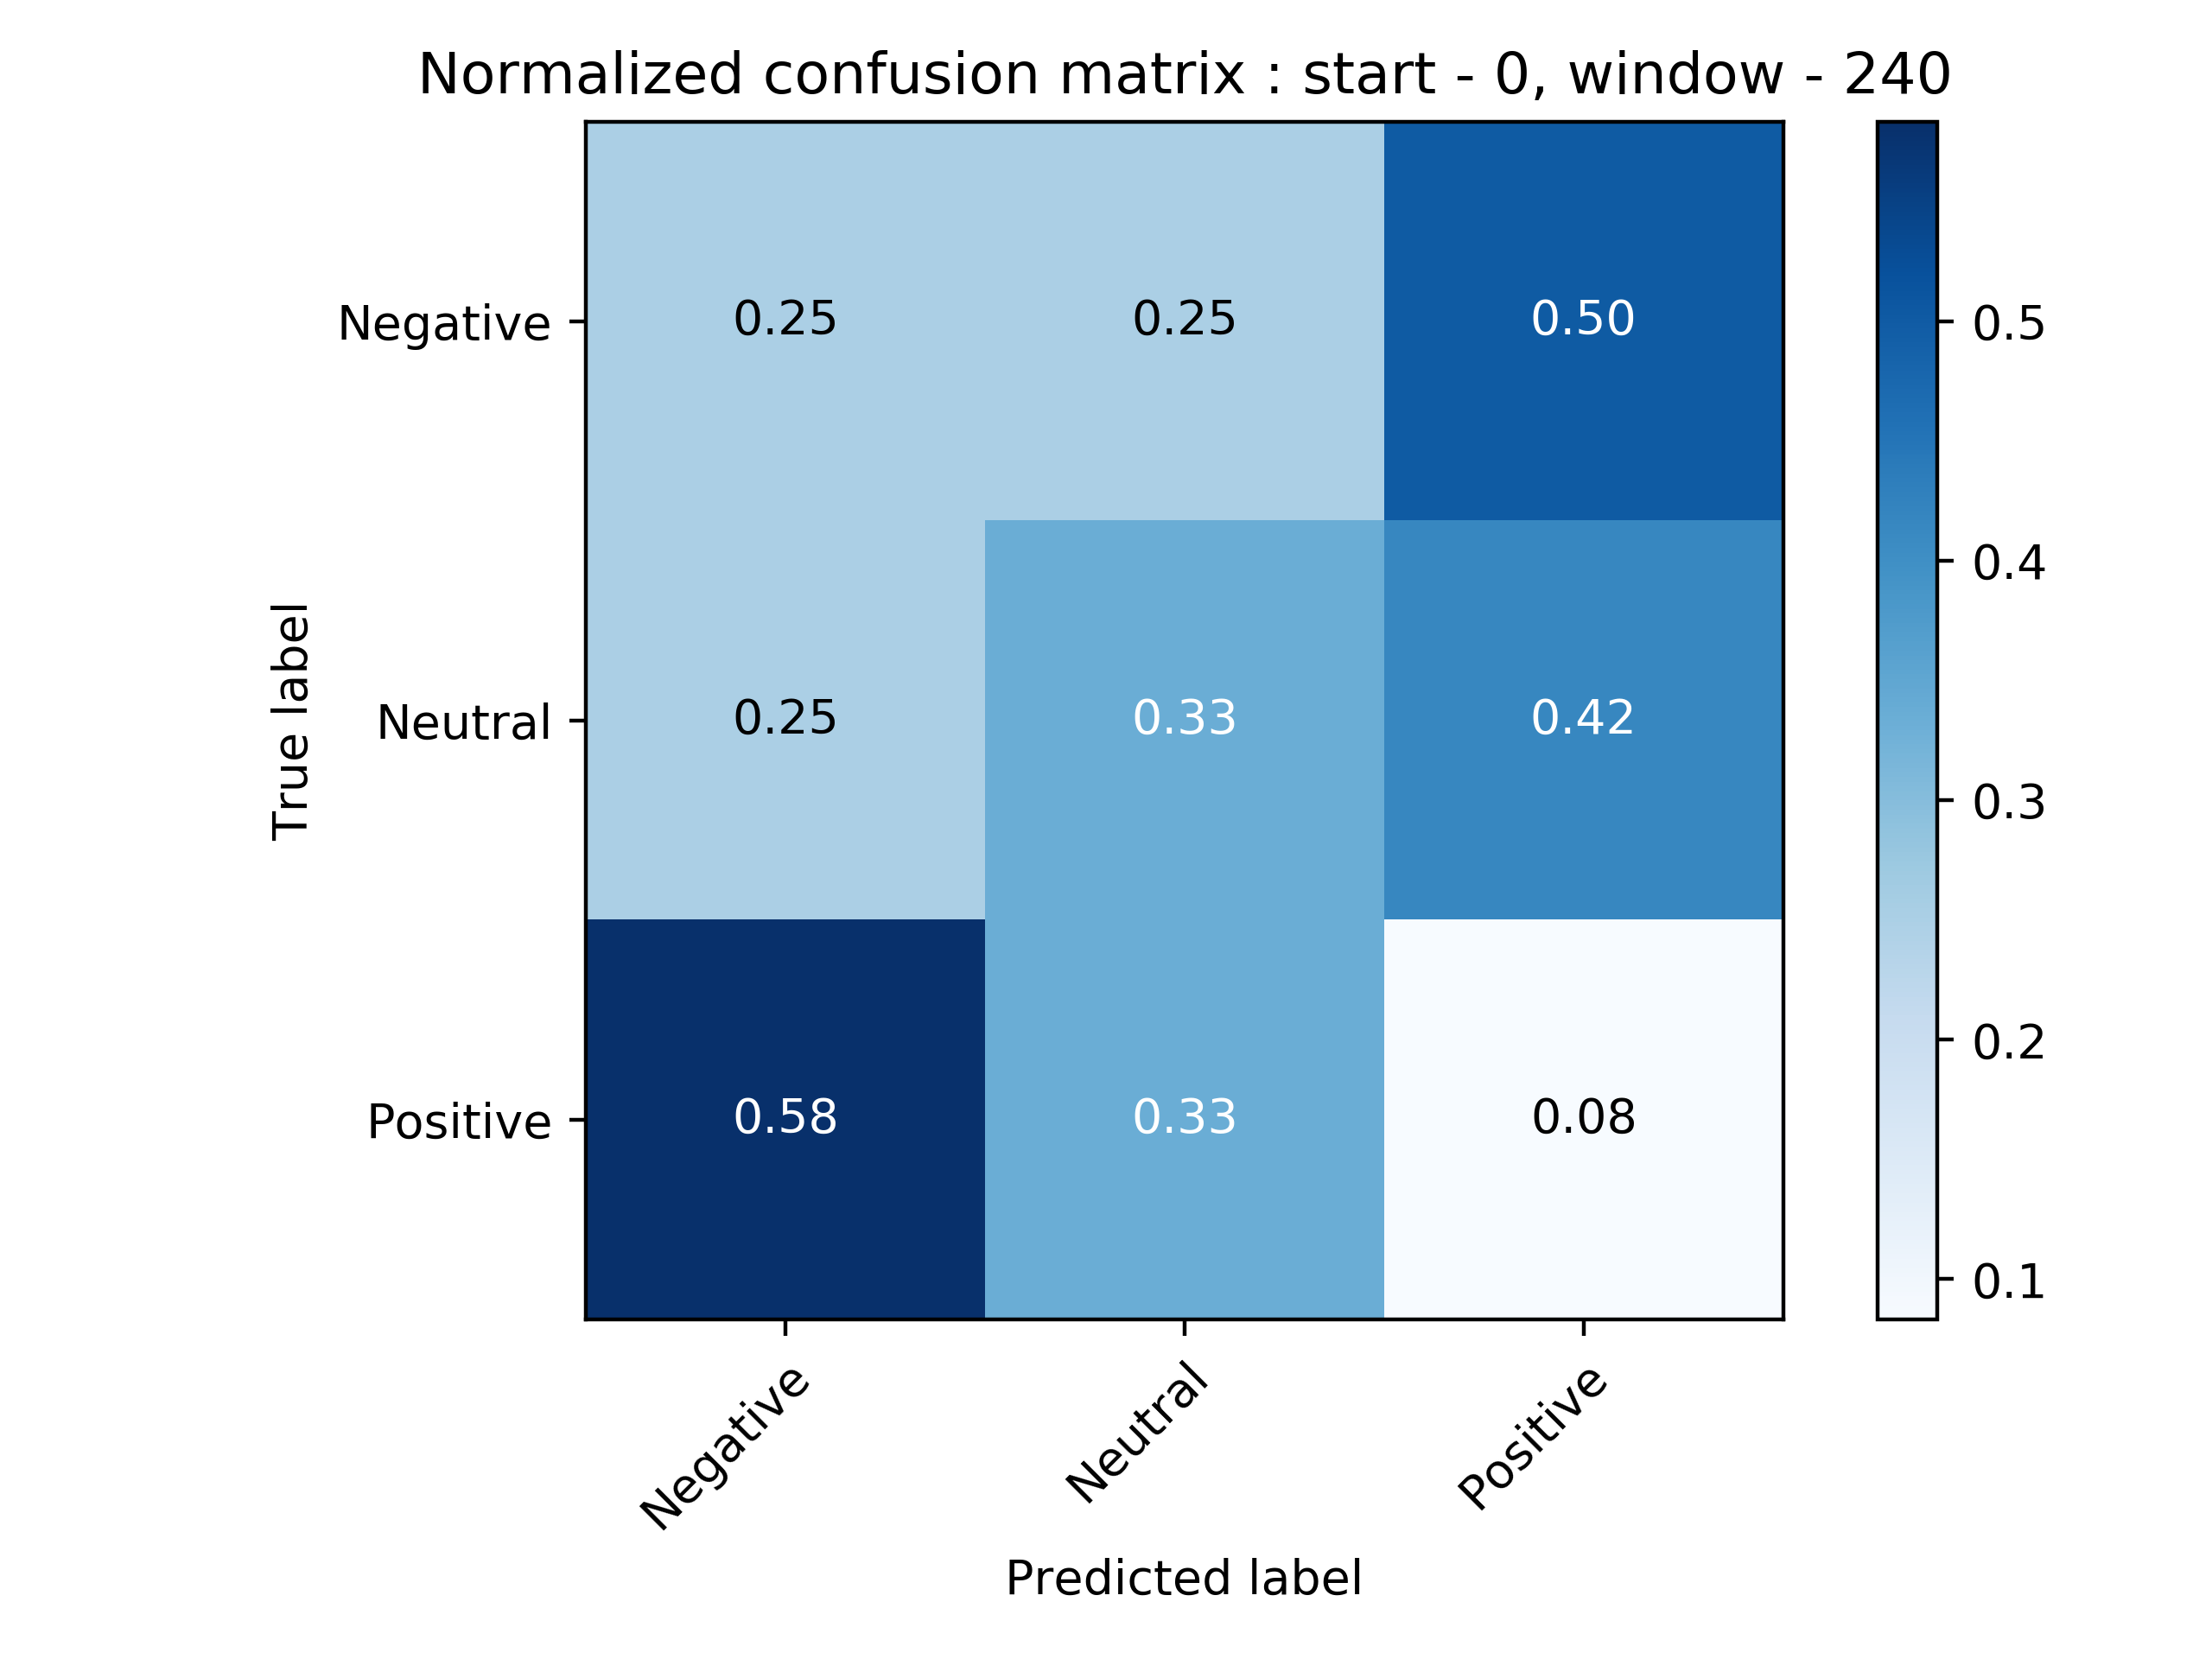 Normalized confusion matrix : start - 0, window - 240
Negative
0.25 0.25 0.50
Neutral
0.25 0.33 0.42
Positive
0.58 0.33 0.08
True label
Negative
Neutral
Positive
Predicted label
0.5
0.4
0.3
0.2
0.1